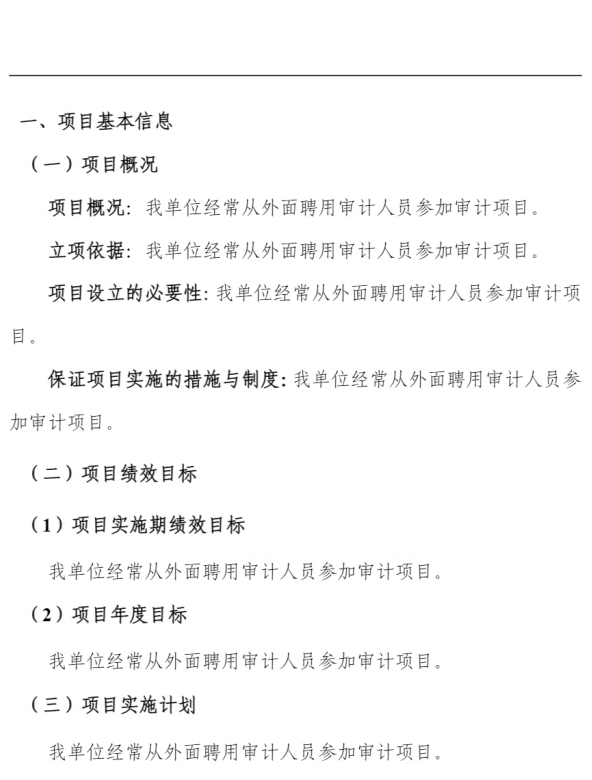 一、项目基本信息
（一）项目概况
项目概况：我单位经常从外面聘用审计人员参加审计项目。
立项依据：我单位经常从外面聘用审计人员参加审计项目。
项目设立的必要性：我单位经常从外面聘用审计人员参加审计项
目。
保证项目实施的措施与制度：我单位经常从外面聘用审计人员参
加审计项目。
（二）项目绩效目标
（1）项目实施期绩效目标
我单位经常从外面聘用审计人员参加审计项目。
（2）项目年度目标
我单位经常从外面聘用审计人员参加审计项目。
（三）项目实施计划
我单位经常从外面聘用审计人员参加审计项目。